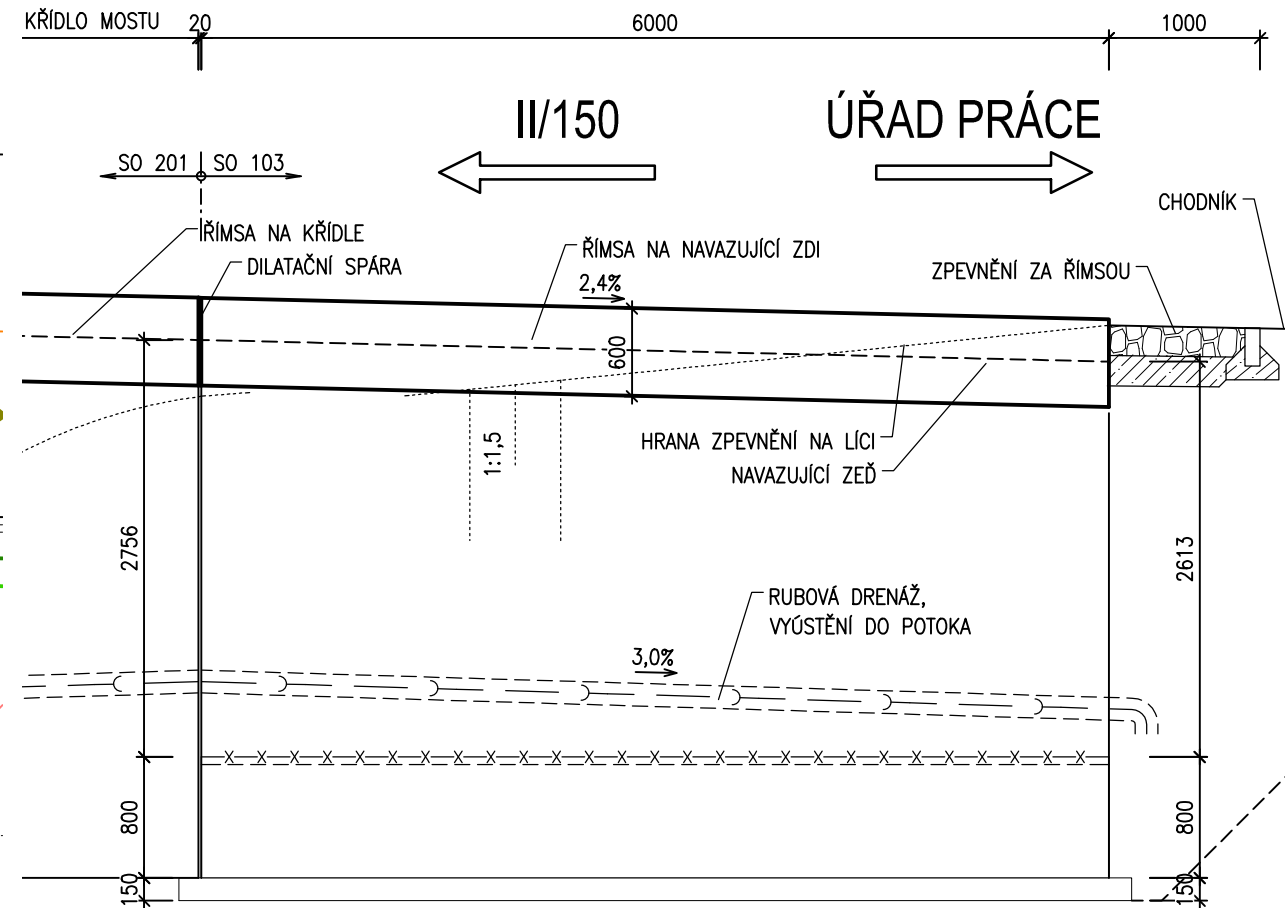 KŘÍDLO MOSTU 20 6000 1000
II/150 ÚŘAD PRÁCE
SO 201 SO 103
CHODNÍK
ŘÍMSA NA KŘÍDLE
ŘÍMSA NA NAVAZUJÍCÍ ZDI
DILATAČNÍ SPÁRA
ZPEVNĚNÍ ZA ŘÍMSOU
2,4%
600
HRANA ZPEVNĚNÍ NA LÍCI
NAVAZUJÍCÍ ZEĎ
1:1,5
2756
2613
RUBOVÁ DRENÁŽ,
VYÚSTĚNÍ DO POTOKA
3,0%
800
800
150
150